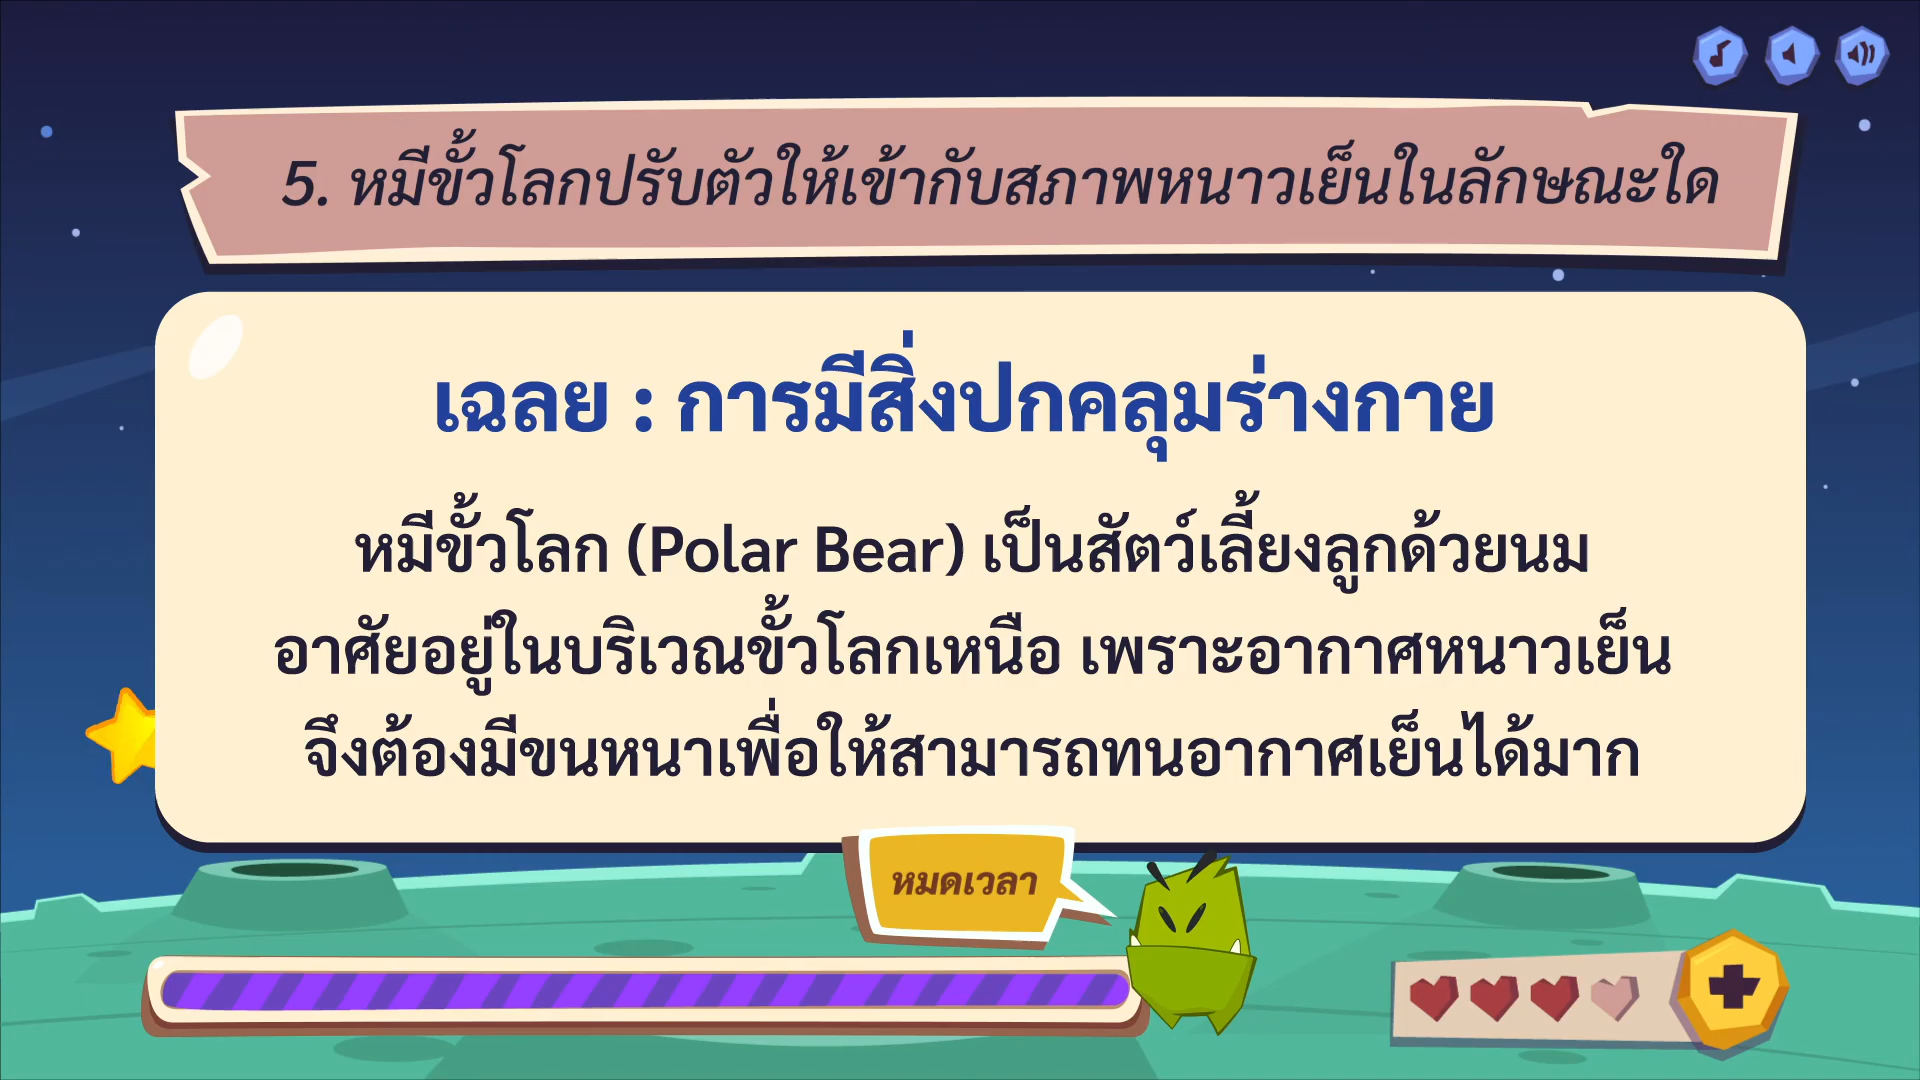 5. หมีขั้วโลกปรับตัวให้เข้ากับสภาพหนาวเย็นในลักษณะใด
เฉลย : การมีสิ่งปกคลุมร่างกาย
หมีขั้วโลก (Polar Bear) เป็นสัตว์เลี้ยงลูกด้วยนม
อาศัยอยู่ในบริเวณขั้วโลกเหนือ เพราะอากาศหนาวเย็น
จึงต้องมีขนหนาเพื่อให้สามารถทนอากาศเย็นได้มาก
หมดเวลา